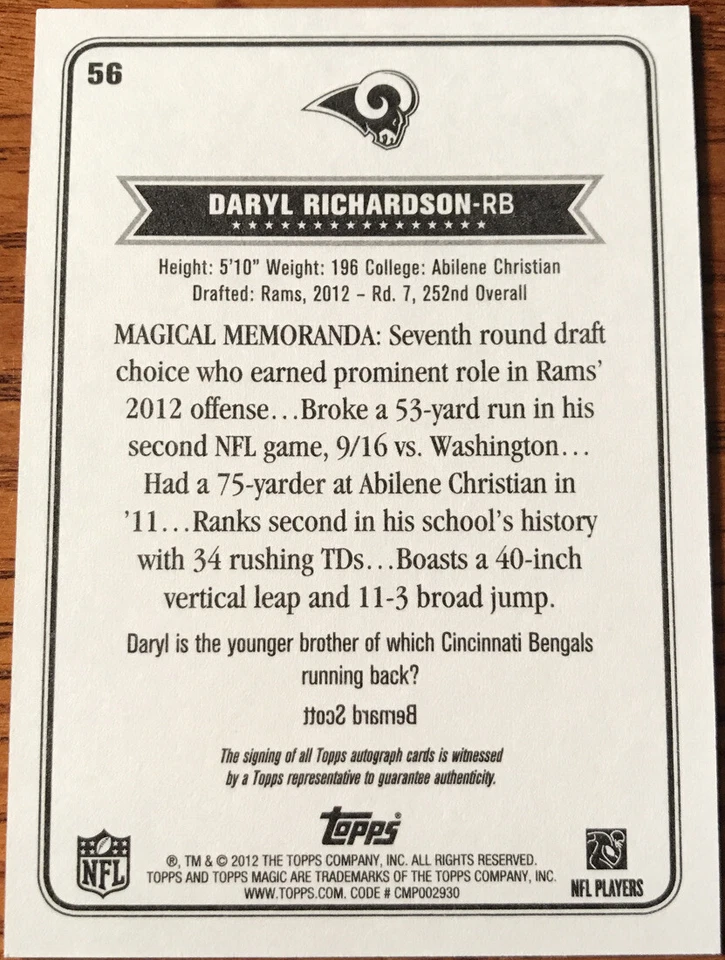 56
DARYL RICHARDSON-RB
Height: 5'10" Weight: 196 College: Abilene Christian
Drafted: Rams, 2012 – Rd. 7, 252nd Overall
MAGICAL MEMORANDA: Seventh round draft
choice who earned prominent role in Rams'
2012 offense...Broke a 53-yard run in his
second NFL game, 9/16 vs. Washington...
Had a 75-yarder at Abilene Christian in
'11...Ranks second in his school's history
with 34 rushing TDs...Boasts a 40-inch
vertical leap and 11-3 broad jump.
Daryl is the younger brother of which Cincinnati Bengals
running back?
Bernard Scott
The signing of all Topps autograph cards is witnessed
by a Topps representative to guarantee authenticity.
Topps®
NFL
®, TM & © 2012 THE TOPPS COMPANY, INC. ALL RIGHTS RESERVED.
TOPPS AND TOPPS MAGIC ARE TRADEMARKS OF THE TOPPS COMPANY, INC.
WWW.TOPPS.COM. CODE # CMP002930
NFL PLAYERS